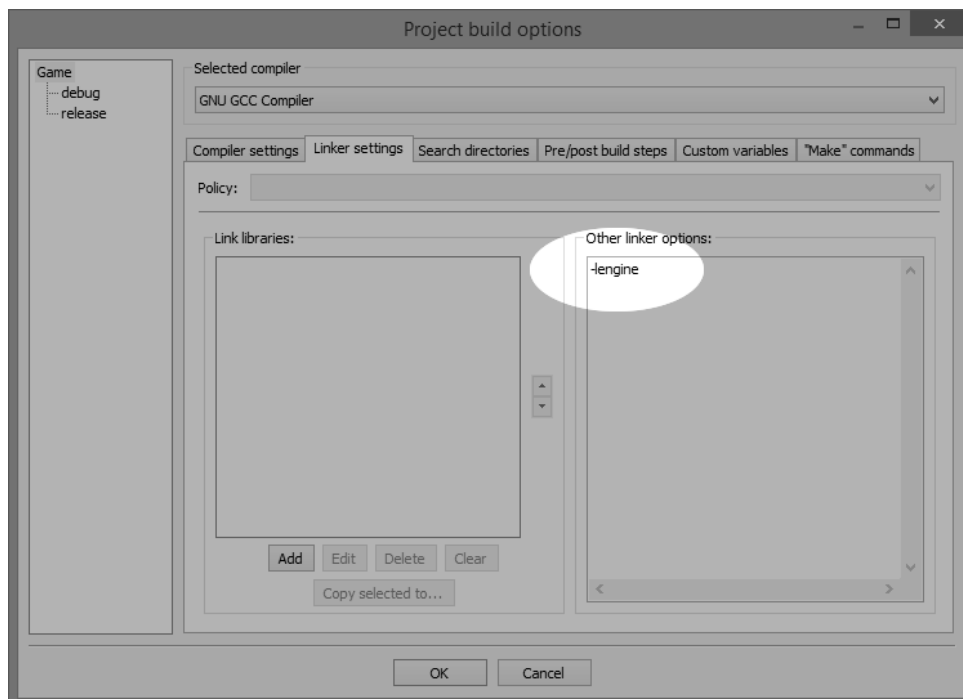 Project build options
Game
debug
release
Selected compiler
GNU GCC Compiler
Compiler settings Linker settings Search directories Pre/post build steps Custom variables "Make" commands
Policy:
Link libraries:
Add Edit Delete Clear
Copy selected to...
Other linker options:
-lengine
OK Cancel